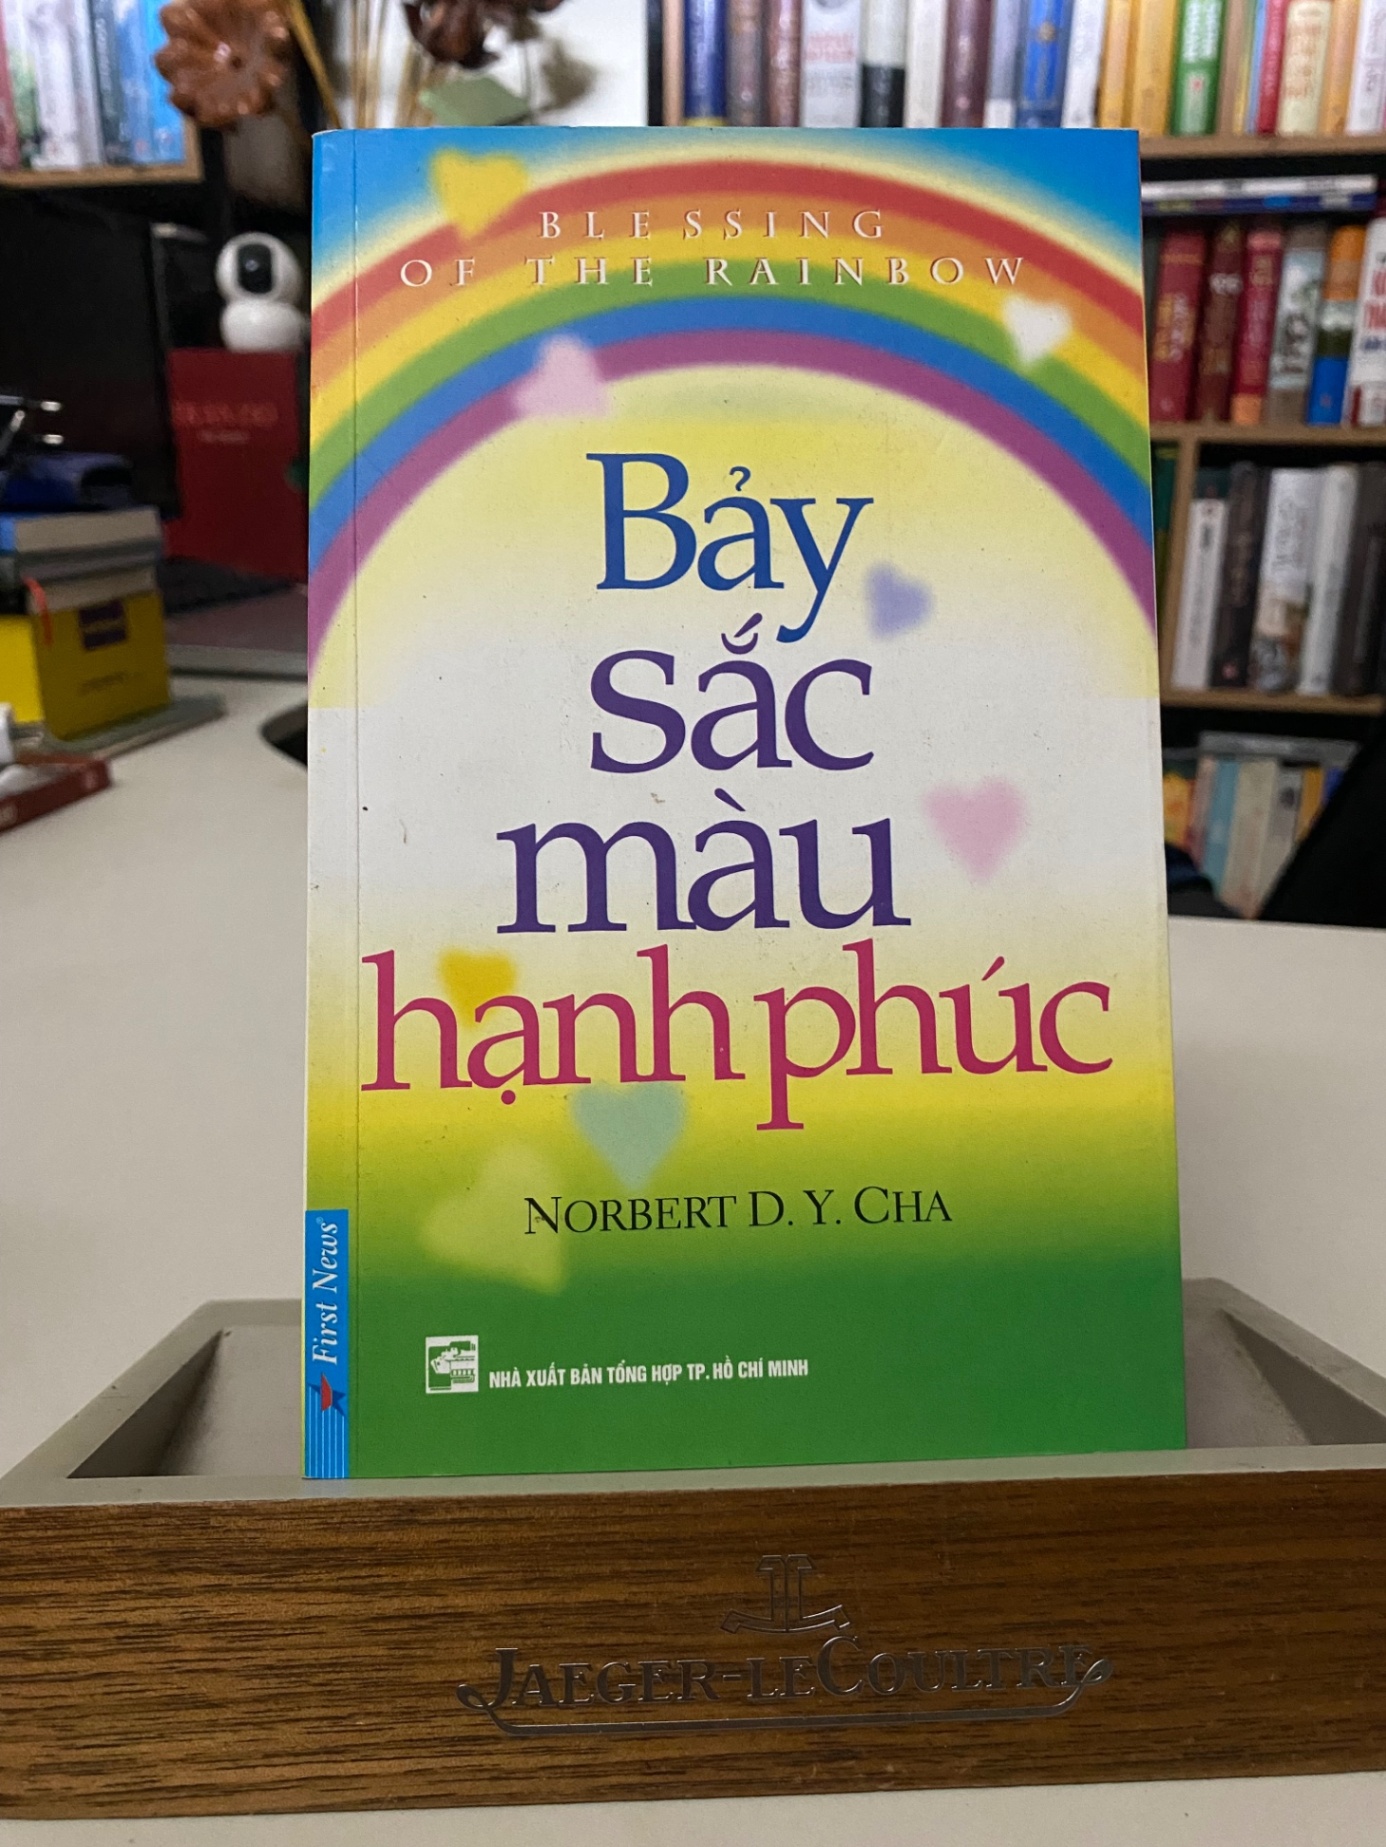 BLESSING
OF THE RAINBOW
Bảy
sắc
màu
hạnh phúc
NORBERT D. Y. CHA
First News
NHÀ XUẤT BẢN TỔNG HỢP TP. HỒ CHÍ MINH
JAEGER-LECOULTRE